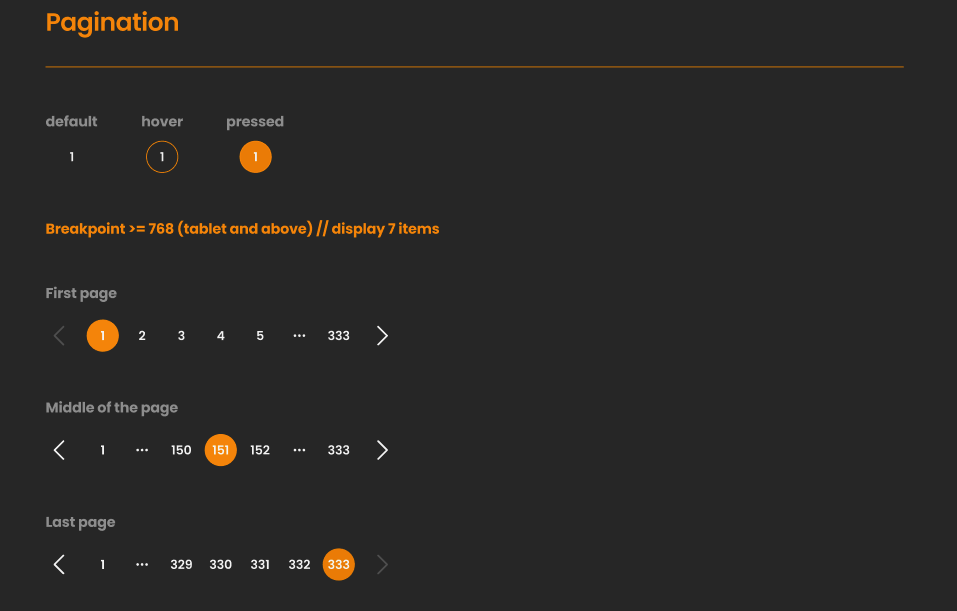 Pagination
default hover pressed
1 1 1
Breakpoint >= 768 (tablet and above) // display 7 items
First page
1 2 3 4 5 ... 333
Middle of the page
1 ... 150 151 152 ... 333
Last page
1 ... 329 330 331 332 333